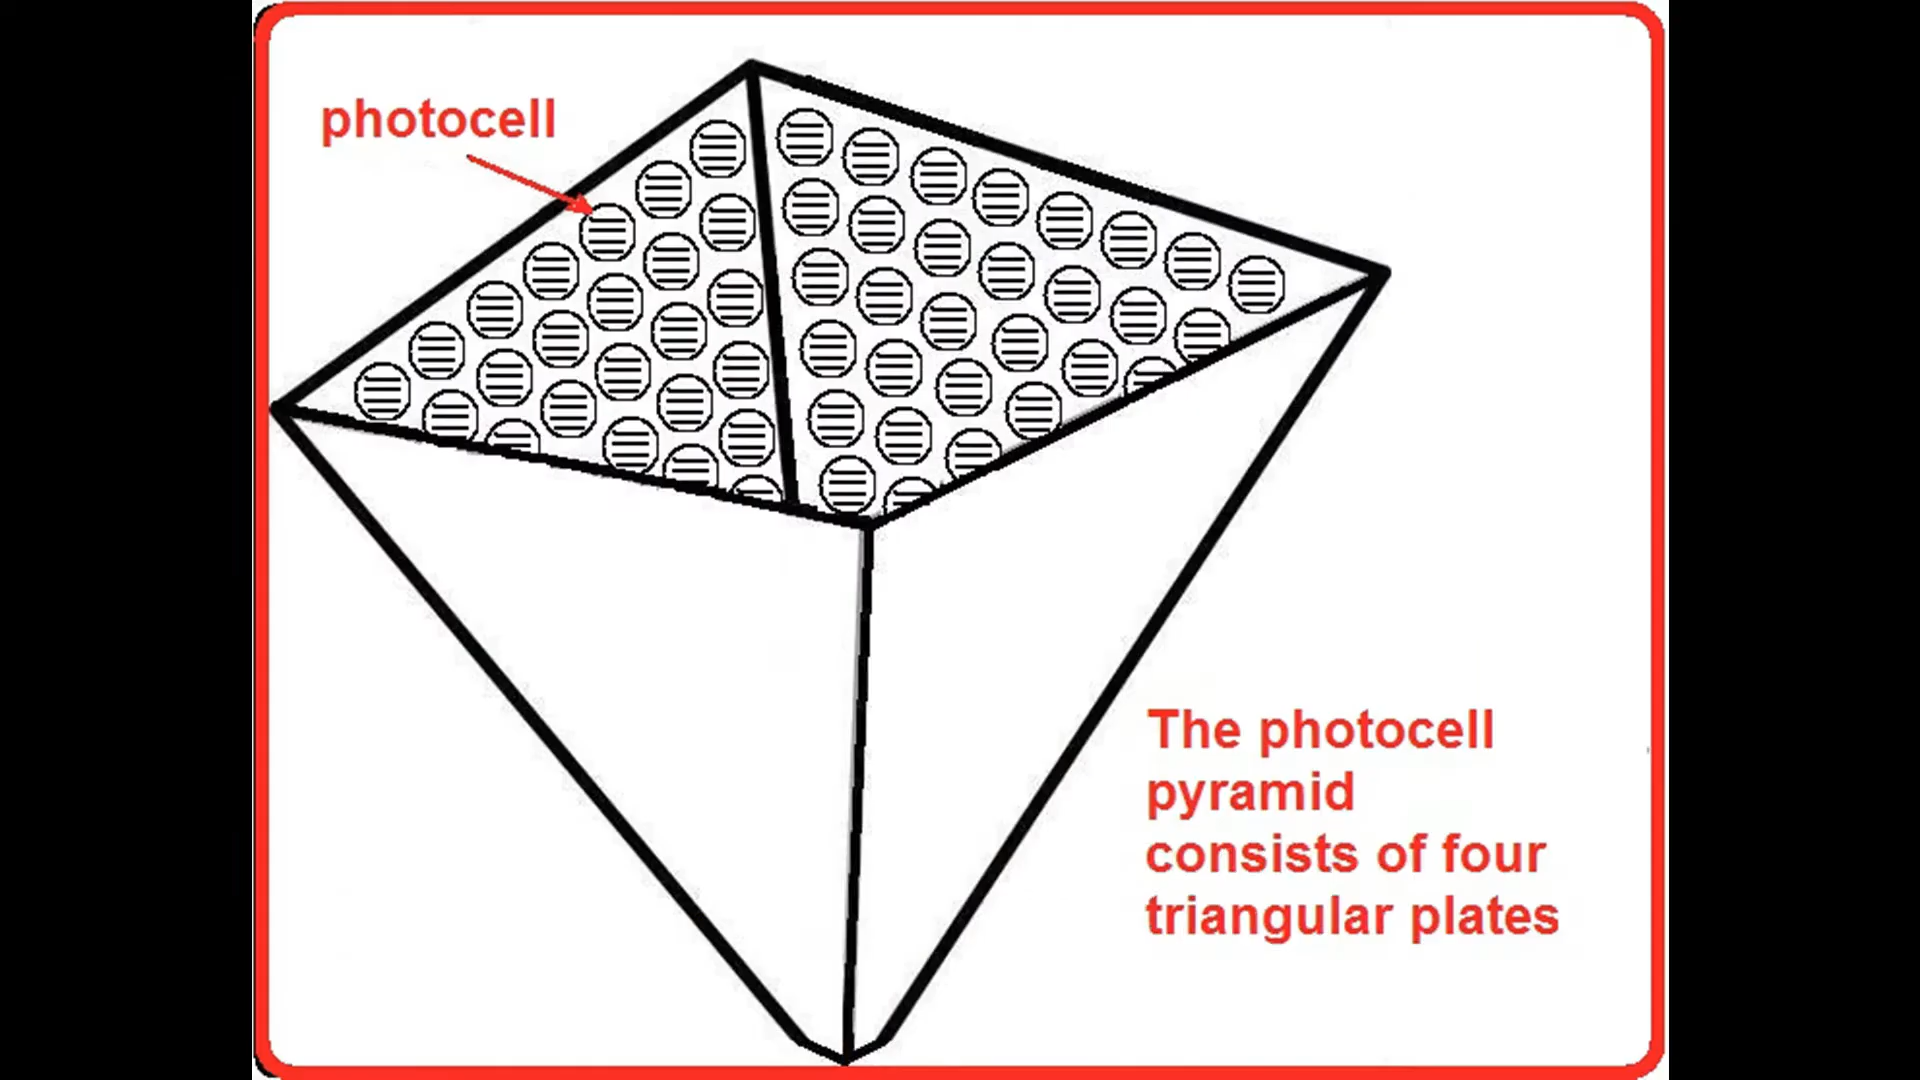 photocell
The photocell
pyramid
consists of four
triangular plates